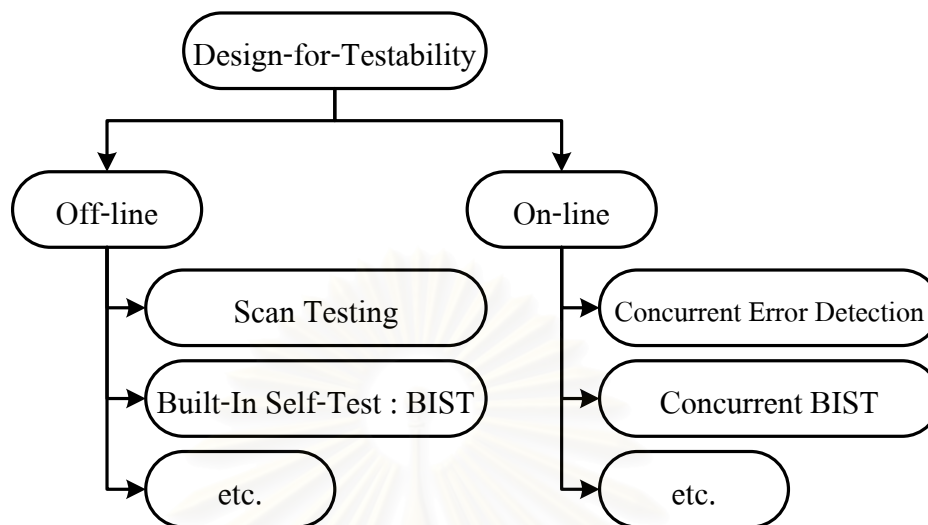 Design-for-Testability
Off-line
On-line
Scan Testing
Concurrent Error Detection
Built-In Self-Test : BIST
Concurrent BIST
etc.
etc.